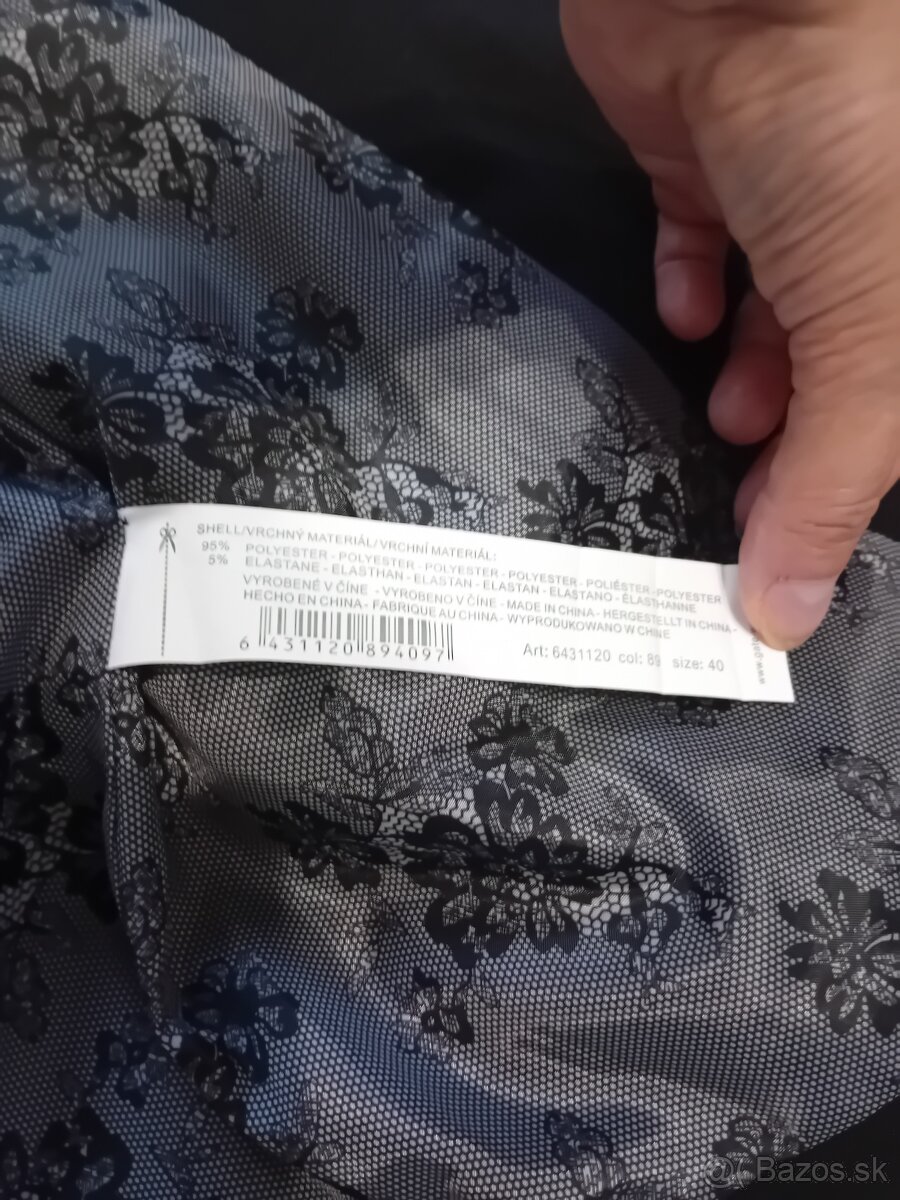 SHELL/VRCHNÝ MATERIÁL/VRCHNÍ MATERIÁL:
95% POLYESTER - POLYESTER - POLYESTER - POLYESTER - POLIÉSTER - POLYESTER
5% ELASTANE - ELASTHAN - ELASTAN - ELASTAN - ELASTANO - ÉLASTHANNE
VYROBENÉ V ČÍNE - VYROBENO V ČÍNE - MADE IN CHINA - HERGESTELLT IN CHINA -
HECHO EN CHINA - FABRIQUE AU CHINA - WYPRODUKOWANO W CHINE
6 431120 894097
Art: 6431120 col: 89 size: 40
Bazos.sk